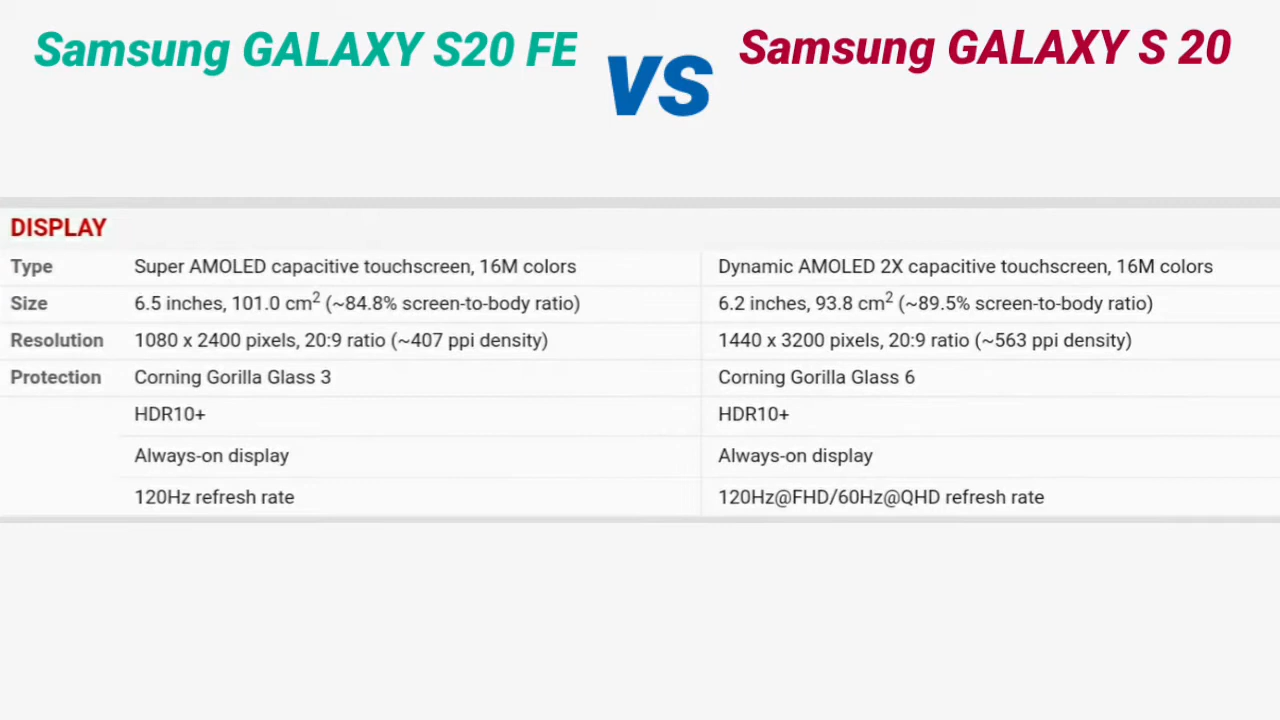 Samsung GALAXY S20 FE VS Samsung GALAXY S 20
DISPLAY
Type Super AMOLED capacitive touchscreen, 16M colors Dynamic AMOLED 2X capacitive touchscreen, 16M colors
Size 6.5 inches, 101.0 cm² (~84.8% screen-to-body ratio) 6.2 inches, 93.8 cm² (~89.5% screen-to-body ratio)
Resolution 1080 x 2400 pixels, 20:9 ratio (~407 ppi density) 1440 x 3200 pixels, 20:9 ratio (~563 ppi density)
Protection Corning Gorilla Glass 3 Corning Gorilla Glass 6
HDR10+ HDR10+
Always-on display Always-on display
120Hz refresh rate 120Hz@FHD/60Hz@QHD refresh rate